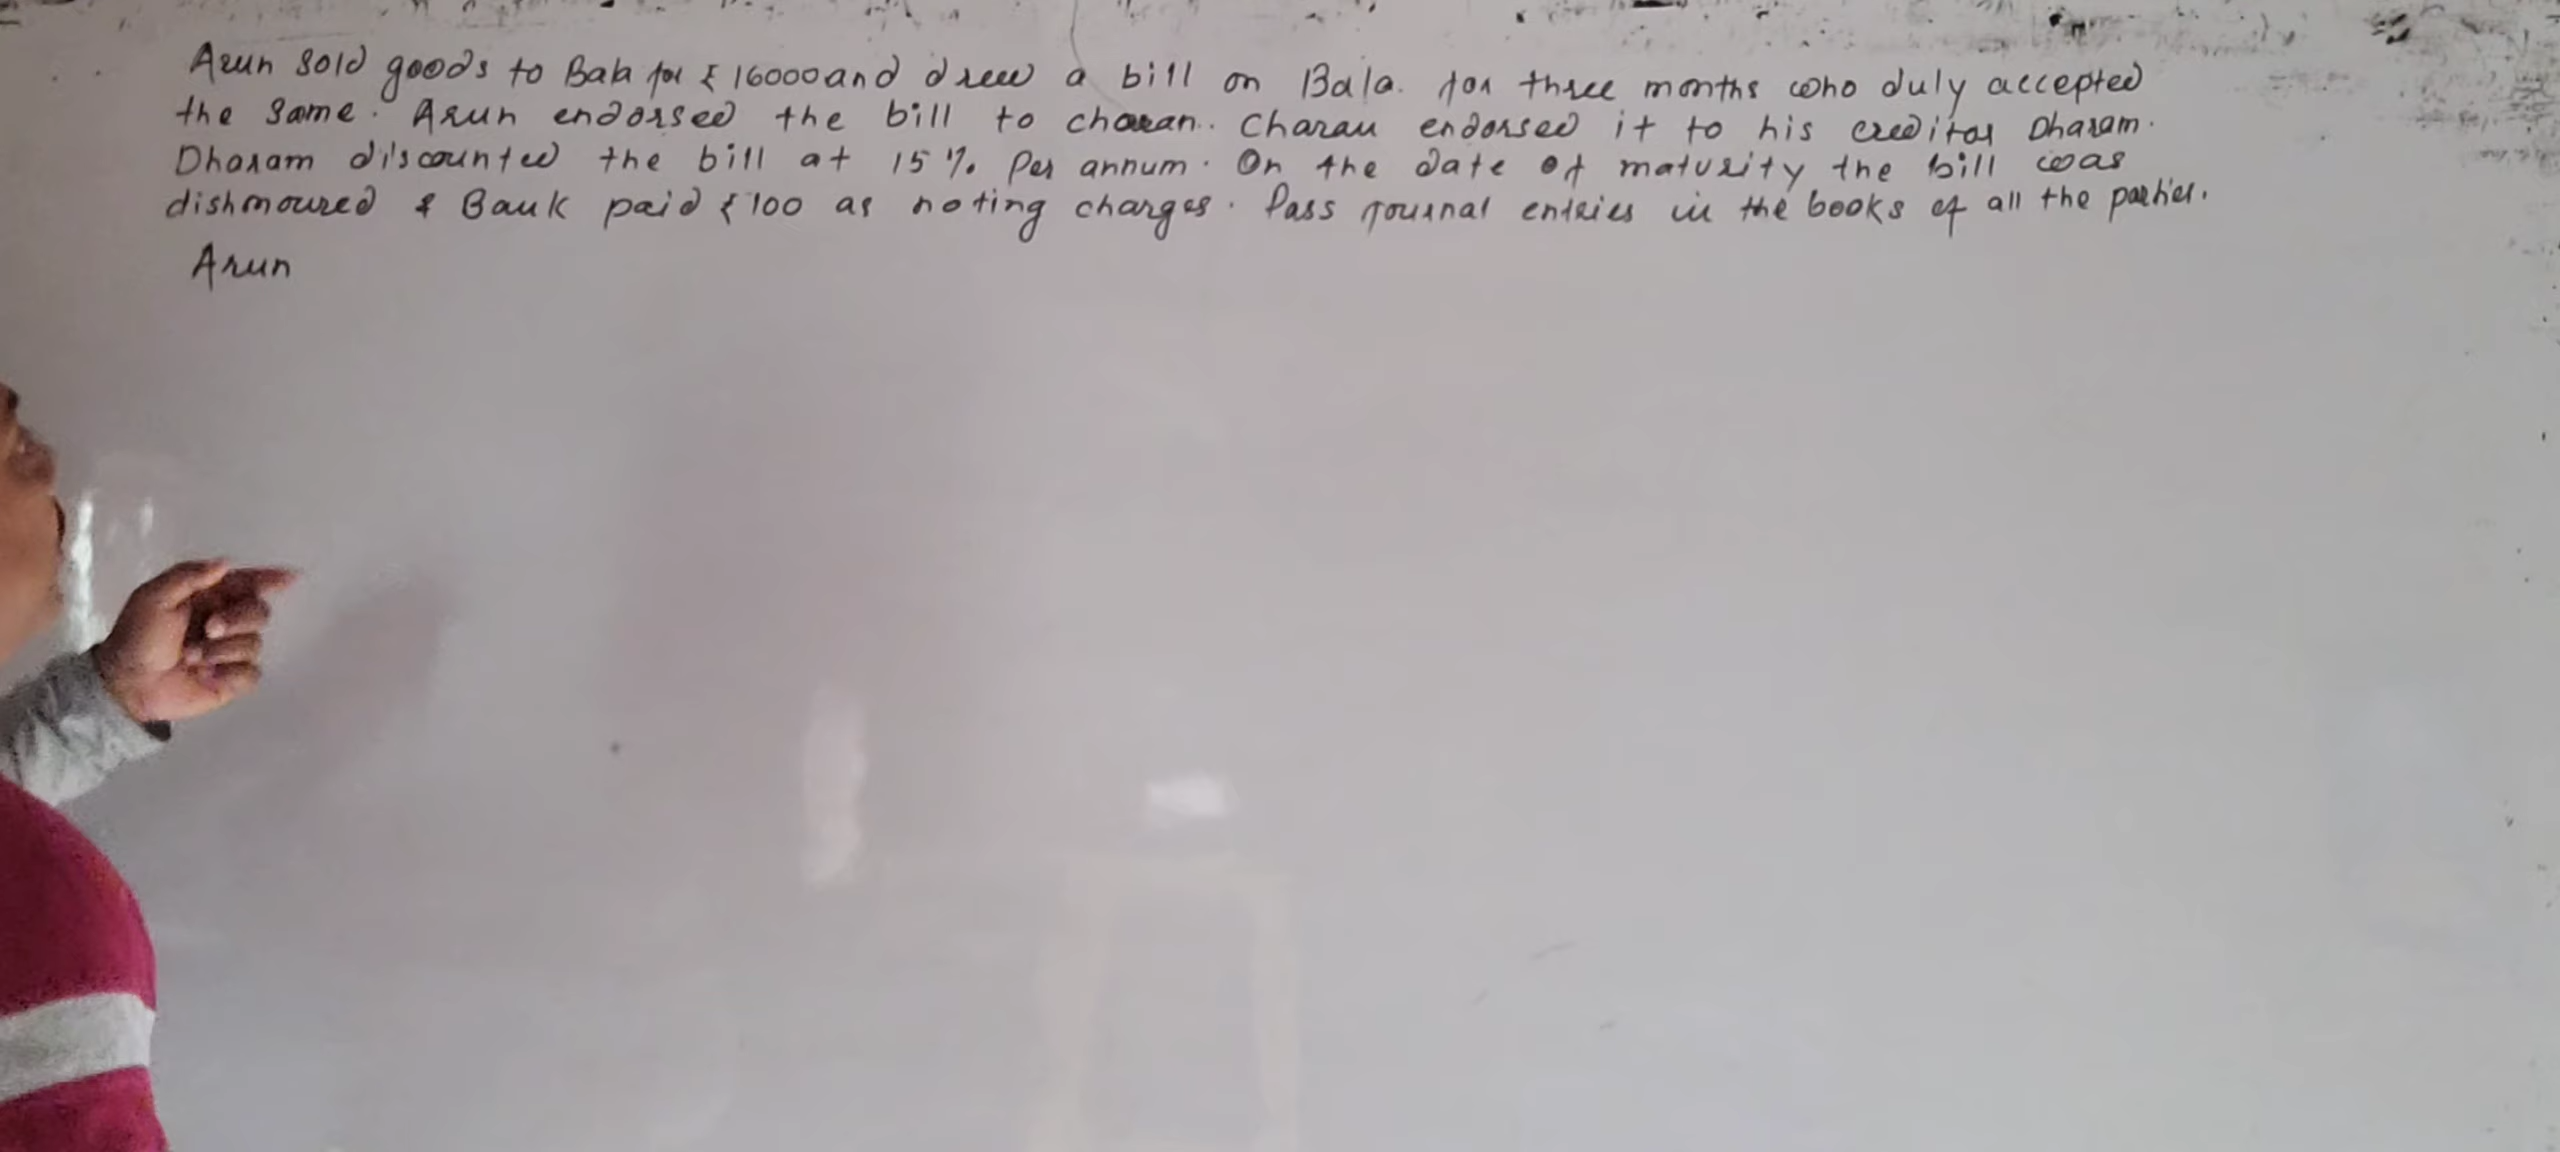 Arun sold goods to Bala for ₹ 16000 and drew a bill on Bala. for three months who duly accepted
the same. Arun endorsed the bill to charan.. Charan endorsed it to his creditor Dharam.
Dharam discounted the bill at 15 % Per annum. On the date of maturity the bill was
dishmoured & Bank paid ₹ 100 as noting charges. Pass journal entries in the books of all the parties.
Arun